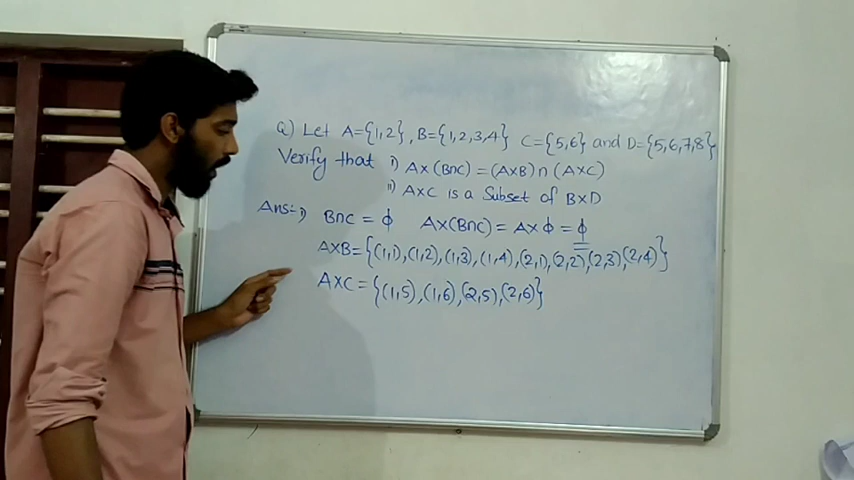 Q) Let A={1,2}, B={1,2,3,4} C={5,6} and D={5,6,7,8}
Verify that i) A×(B∩C)=(A×B)∩(A×C)
ii) A×C is a Subset of B×D
Ans:- i) B∩C = ϕ A×(B∩C)= A×ϕ = ϕ
A×B={(1,1),(1,2),(1,3),(1,4),(2,1),(2,2),(2,3),(2,4)}
A×C={(1,5),(1,6),(2,5),(2,6)}